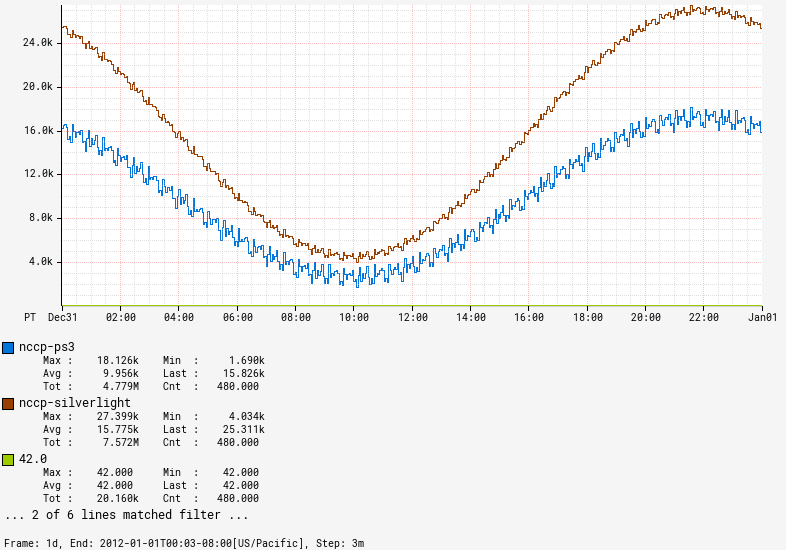 24.0k
20.0k
16.0k
12.0k
8.0k
4.0k
PT Dec31 02:00 04:00 06:00 08:00 10:00 12:00 14:00 16:00 18:00 20:00 22:00 Jan01
nccp-ps3
Max : 18.126k Min : 1.690k
Avg : 9.956k Last : 15.826k
Tot : 4.779M Cnt : 480.000
nccp-silverlight
Max : 27.399k Min : 4.034k
Avg : 15.775k Last : 25.311k
Tot : 7.572M Cnt : 480.000
42.0
Max : 42.000 Min : 42.000
Avg : 42.000 Last : 42.000
Tot : 20.160k Cnt : 480.000
... 2 of 6 lines matched filter ...
Frame: 1d, End: 2012-01-01T00:03-08:00[US/Pacific], Step: 3m